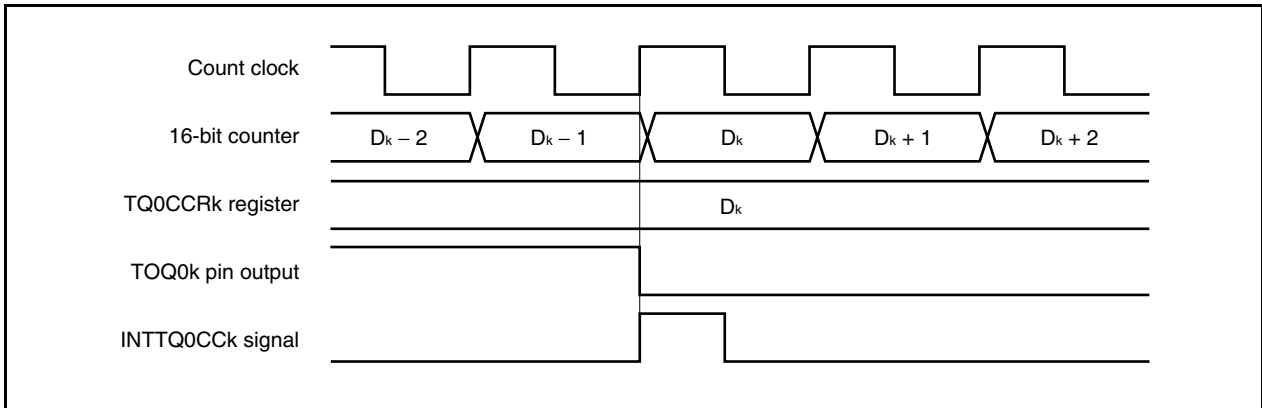 Count clock
16-bit counter
Dk − 2
Dk − 1
Dk
Dk + 1
Dk + 2
TQ0CCRk register
Dk
TOQ0k pin output
INTTQ0CCk signal